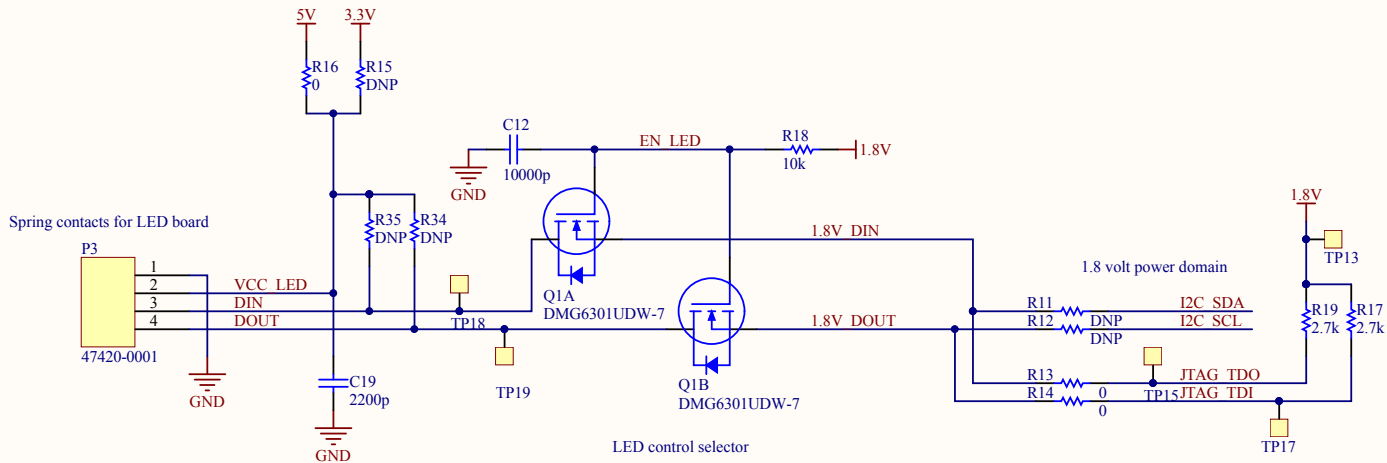 5V
3.3V
R16
0
R15
DNP
C12
10000p
GND
EN_LED
R18
10k
1.8V
Spring contacts for LED board
P3
1
2
3
4
47420-0001
VCC_LED
DIN
DOUT
GND
R35
DNP
R34
DNP
TP18
TP19
C19
2200p
GND
Q1A
DMG6301UDW-7
Q1B
DMG6301UDW-7
1.8V_DIN
1.8V_DOUT
LED control selector
1.8 volt power domain
1.8V
TP13
R11
DNP
I2C_SDA
R12
DNP
I2C_SCL
R19
2.7k
R17
2.7k
R13
0
TP15
JTAG_TDO
R14
0
JTAG_TDI
TP17